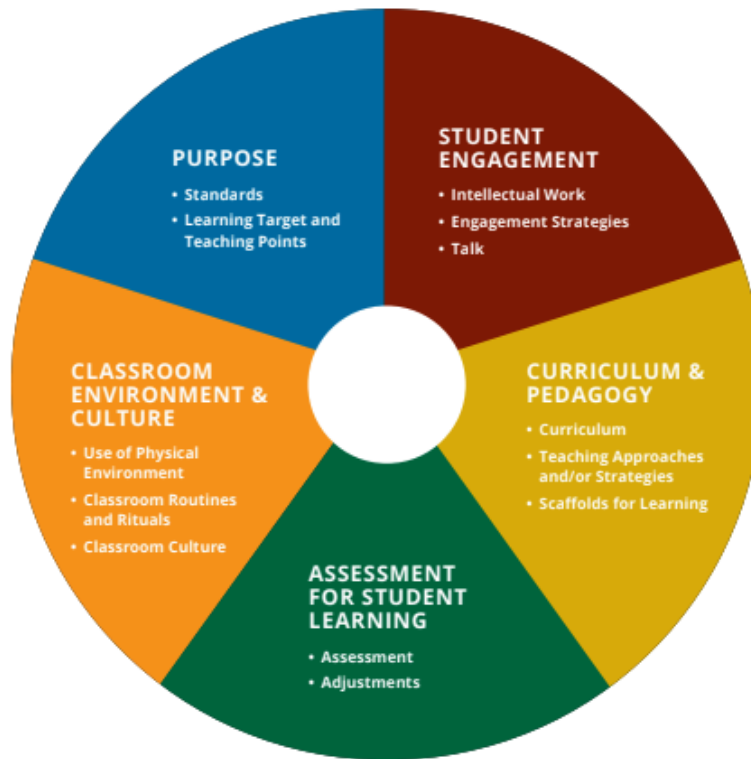 PURPOSE
• Standards
• Learning Target and
Teaching Points
STUDENT
ENGAGEMENT
• Intellectual Work
• Engagement Strategies
• Talk
CURRICULUM &
PEDAGOGY
• Curriculum
• Teaching Approaches
and/or Strategies
• Scaffolds for Learning
ASSESSMENT
FOR STUDENT
LEARNING
• Assessment
• Adjustments
CLASSROOM
ENVIRONMENT &
CULTURE
• Use of Physical
Environment
• Classroom Routines
and Rituals
• Classroom Culture